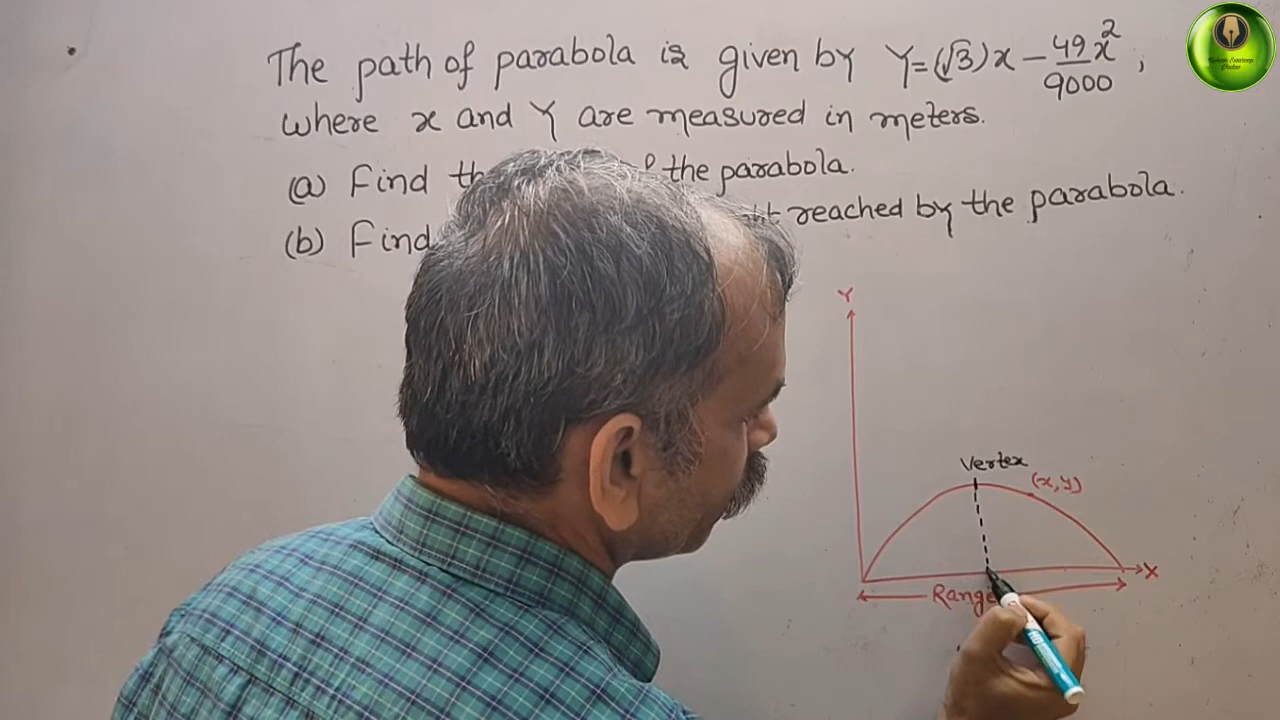 The path of parabola is given by Y=(√3)x - 49x²/9000 ,
where x and Y are measured in meters.
(a) Find the parabola.
(b) Find reached by the parabola.
Y
Vertex
(x,y)
X
Range